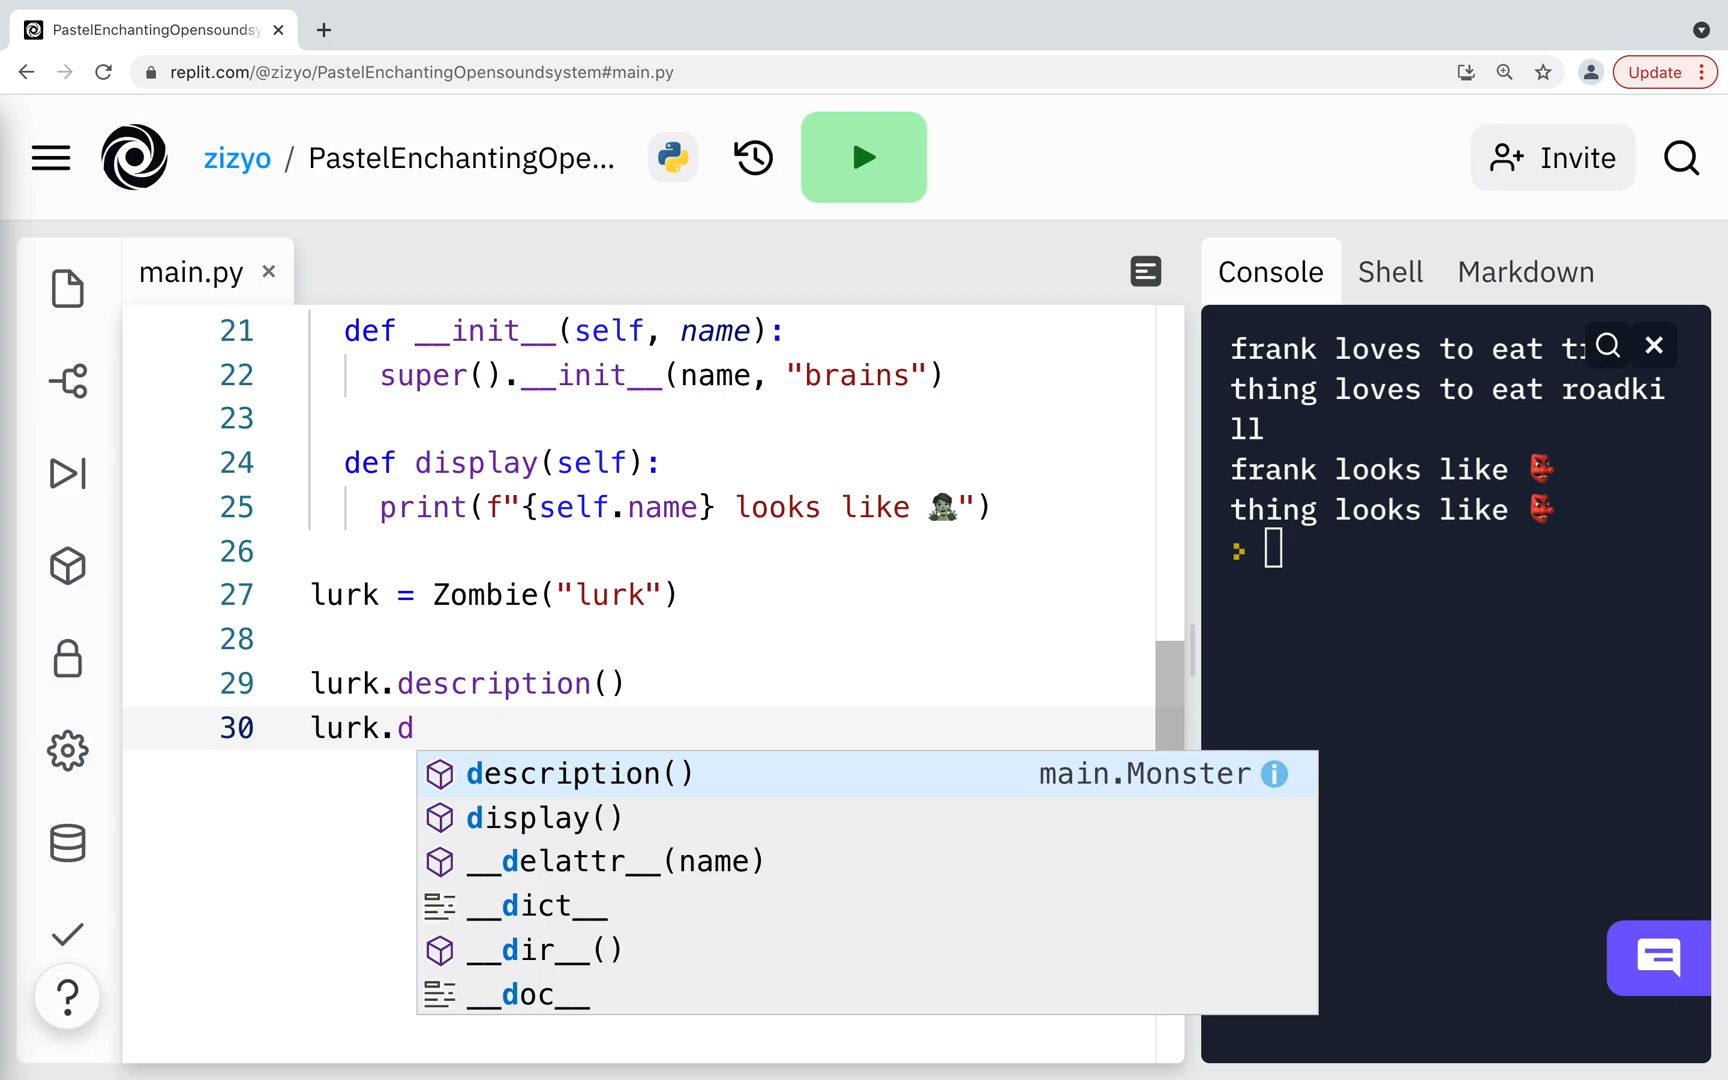 PastelEnchantingOpensoundsy
replit.com/@zizyo/PastelEnchantingOpensoundsystem#main.py
Update
zizyo / PastelEnchantingOpe...
Invite
main.py
21 def __init__(self, name):
22 super().__init__(name, "brains")
23
24 def display(self):
25 print(f"{self.name} looks like 🧟")
26
27 lurk = Zombie("lurk")
28
29 lurk.description()
30 lurk.d
description() main.Monster
display()
__delattr__(name)
__dict__
__dir__()
__doc__
?
Console Shell Markdown
frank loves to eat
thing loves to eat roadki
ll
frank looks like 👺
thing looks like 👺